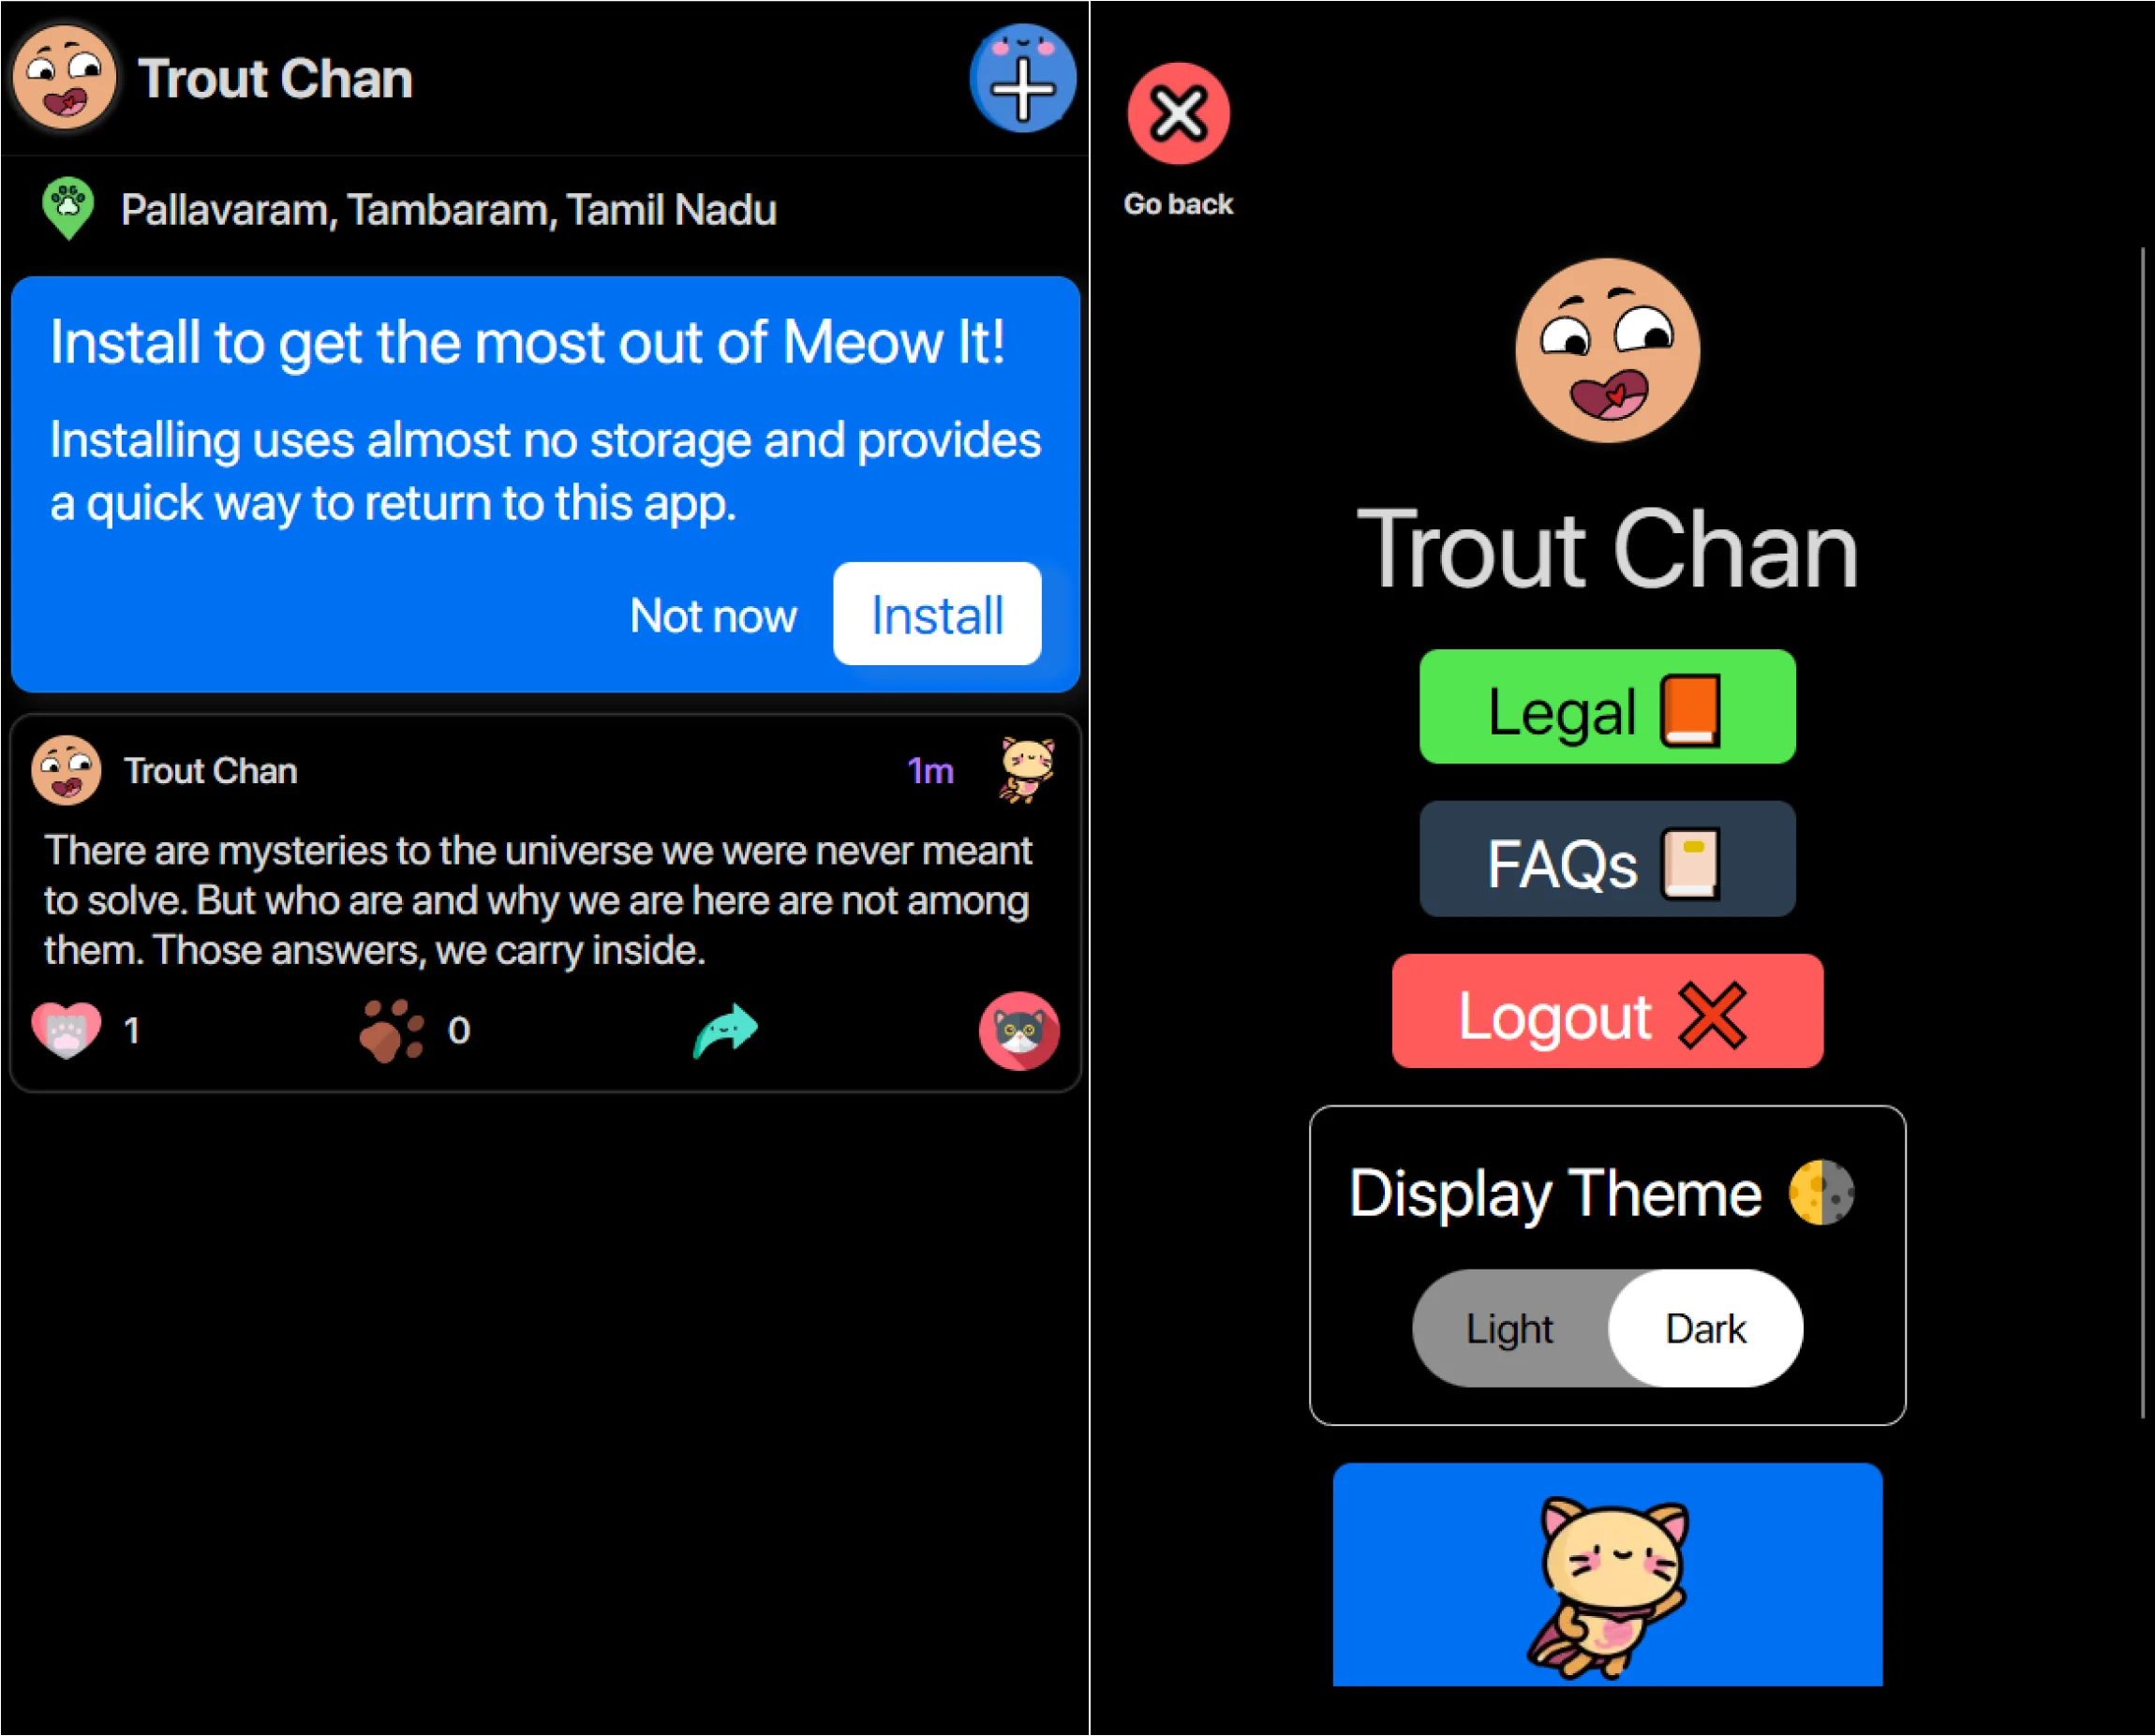 Trout Chan
Pallavaram, Tambaram, Tamil Nadu
Install to get the most out of Meow It!
Installing uses almost no storage and provides
a quick way to return to this app.
Not now
Install
Trout Chan
1m
There are mysteries to the universe we were never meant
to solve. But who are and why we are here are not among
them. Those answers, we carry inside.
1
0
Go back
Trout Chan
Legal
FAQs
Logout
Display Theme
Light
Dark